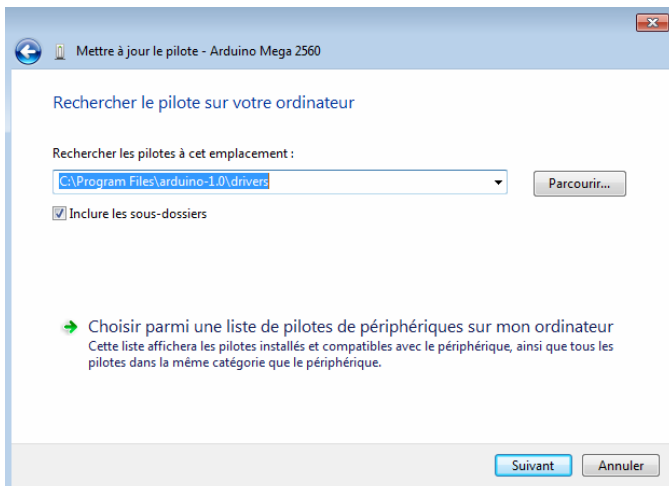 Mettre à jour le pilote - Arduino Mega 2560
Rechercher le pilote sur votre ordinateur
Rechercher les pilotes à cet emplacement :
C:\Program Files\arduino-1.0\drivers
Parcourir...
Inclure les sous-dossiers
Choisir parmi une liste de pilotes de périphériques sur mon ordinateur
Cette liste affichera les pilotes installés et compatibles avec le périphérique, ainsi que tous les
pilotes dans la même catégorie que le périphérique.
Suivant
Annuler